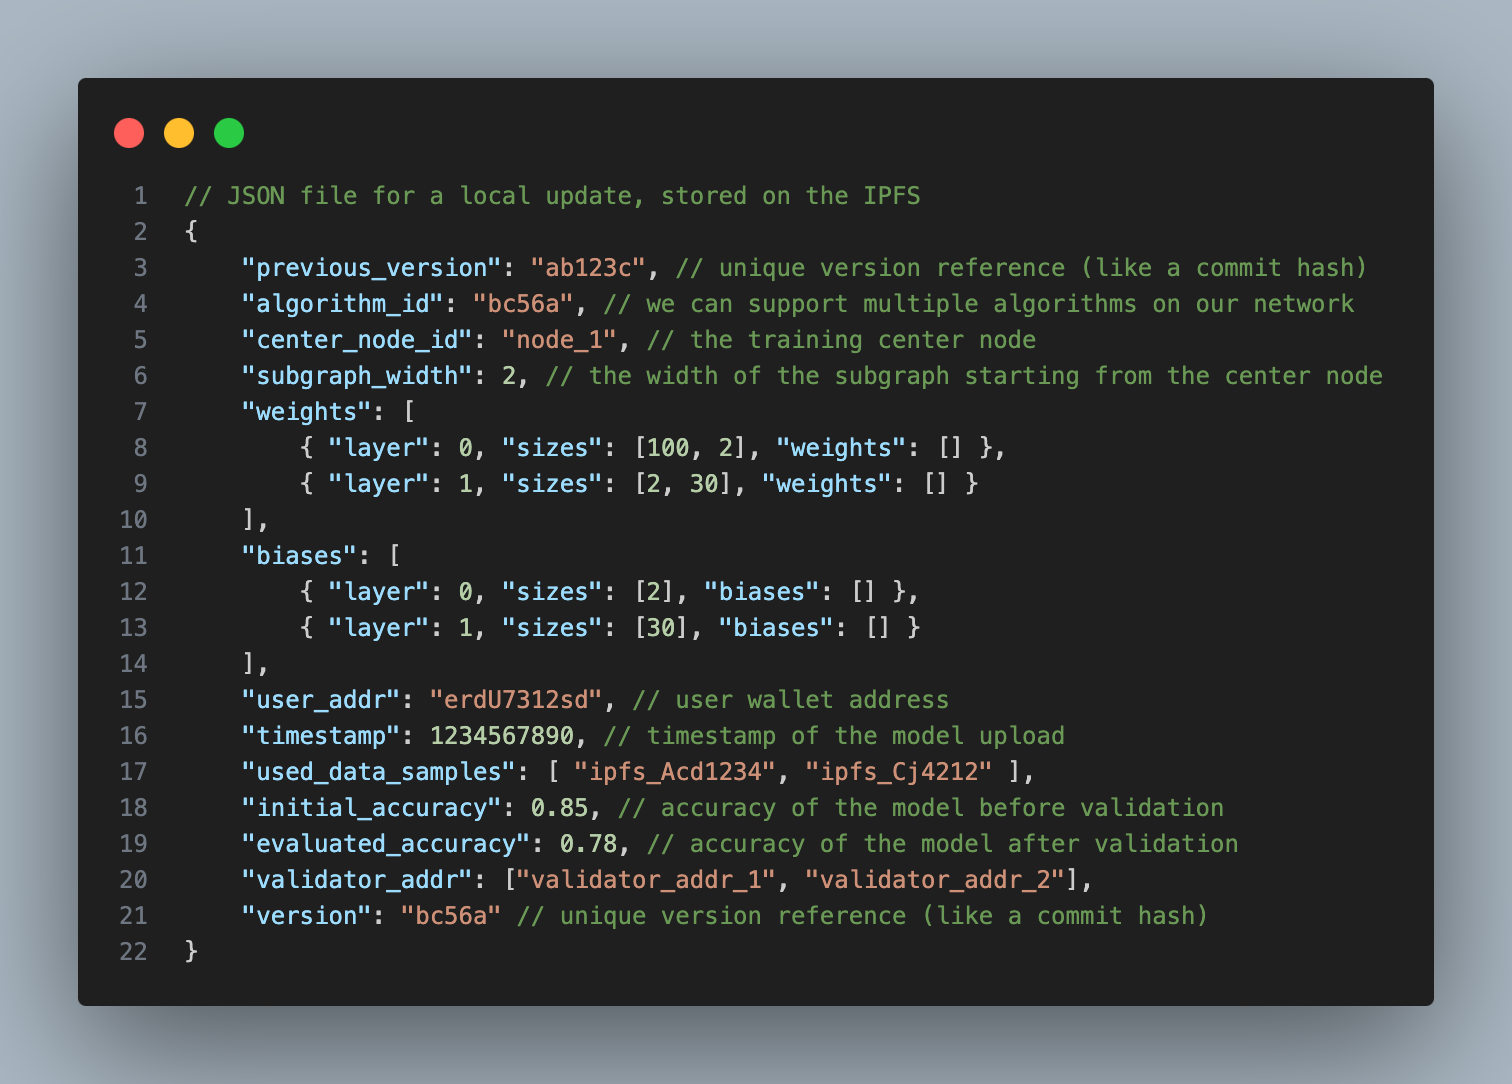 1 // JSON file for a local update, stored on the IPFS
2 {
3     "previous_version": "ab123c", // unique version reference (like a commit hash)
4     "algorithm_id": "bc56a", // we can support multiple algorithms on our network
5     "center_node_id": "node_1", // the training center node
6     "subgraph_width": 2, // the width of the subgraph starting from the center node
7     "weights": [
8         { "layer": 0, "sizes": [100, 2], "weights": [] },
9         { "layer": 1, "sizes": [2, 30], "weights": [] }
10     ],
11     "biases": [
12         { "layer": 0, "sizes": [2], "biases": [] },
13         { "layer": 1, "sizes": [30], "biases": [] }
14     ],
15     "user_addr": "erdU7312sd", // user wallet address
16     "timestamp": 1234567890, // timestamp of the model upload
17     "used_data_samples": [ "ipfs_Acd1234", "ipfs_Cj4212" ],
18     "initial_accuracy": 0.85, // accuracy of the model before validation
19     "evaluated_accuracy": 0.78, // accuracy of the model after validation
20     "validator_addr": ["validator_addr_1", "validator_addr_2"],
21     "version": "bc56a" // unique version reference (like a commit hash)
22 }